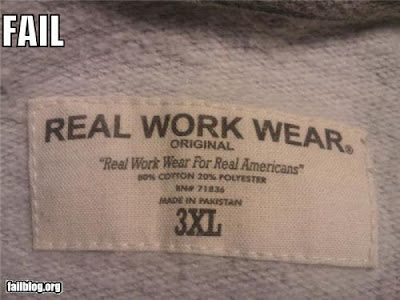 FAIL
REAL WORK WEAR®
ORIGINAL
"Real Work Wear For Real Americans"
80% COTTON 20% POLYESTER
RN# 71836
MADE IN PAKISTAN
3XL
failblog.org